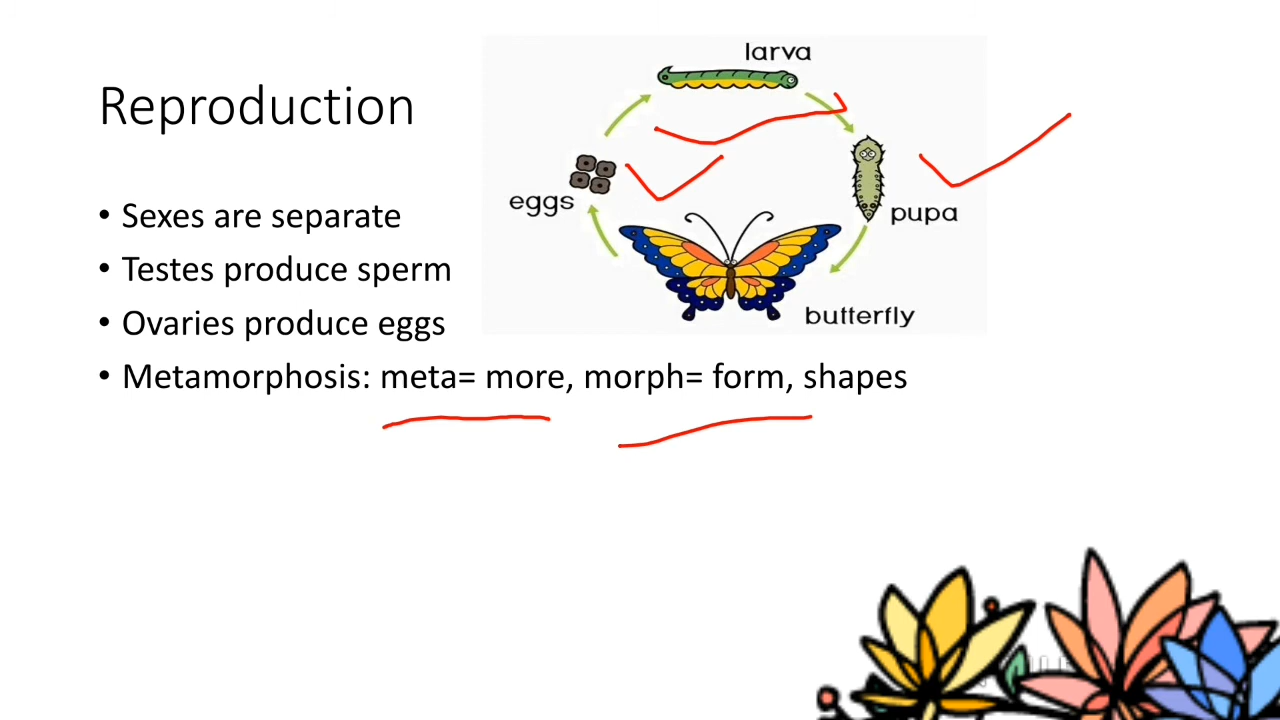 larva
Reproduction
eggs
pupa
• Sexes are separate
• Testes produce sperm
butterfly
• Ovaries produce eggs
• Metamorphosis: meta= more, morph= form, shapes